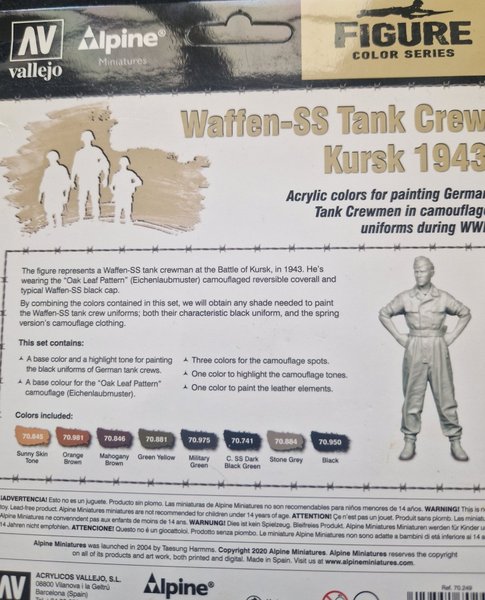 AV
vallejo
Alpine®
Miniatures
FIGURE
COLOR SERIES
Waffen-SS Tank Crew
Kursk 1943
Acrylic colors for painting German
Tank Crewmen in camouflage
uniforms during WW
The figure represents a Waffen-SS tank crewman at the Battle of Kursk, in 1943. He's
wearing the "Oak Leaf Pattern" (Eichenlaubmuster) camouflaged reversible coverall and
typical Waffen-SS black cap.
By combining the colors contained in this set, we will obtain any shade needed to paint
the Waffen-SS tank crew uniforms; both their characteristic black uniform, and the spring
version's camouflage clothing.
This set contains:
A base color and a highlight tone for painting
the black uniforms of German tank crews.
A base colour for the "Oak Leaf Pattern"
camouflage (Eichenlaubmuster).
Three colors for the camouflage spots.
One color to highlight the camouflage tones.
One color to paint the leather elements.
Colors included:
70.845 70.981 70.846 70.881 70.975 70.741 70.884 70.950
Sunny Skin Tone Orange Brown Mahogany Brown Green Yellow Military Green C. SS Dark Black Green Stone Grey Black
¡ADVERTENCIA! Esto no es un juguete. Producto sin plomo. Las miniaturas de Alpine Miniatures no son recomendables para niños menores de 14 años. WARNING! This is n
toy. Lead-free product. Alpine Miniatures miniatures are not recommended for children under 14 years of age. ATTENTION! Ce n'est pas un jouet. Produit sans plomb. Les miniatur
Alpine Miniatures ne conviennent pas aux enfants de moins de 14 ans. WARNUNG! Dies ist kein Spielzeug. Bleifreies Produkt. Alpine Miniatures Miniaturen werden für Kinder u
14 Jahren nicht empfohlen. ATTENZIONE! Questo non è un giocattolo. Prodotto senza piombo. Le miniature Alpine Miniatures non sono adatte a bambini di età inferiore ai 14
Alpine Miniatures was launched in 2004 by Taesung Harmms. Copyright 2020 Alpine Miniatures. Alpine Miniatures reserves the copyright
on all of its products and art work, both printed and digital. Made in Spain. Visit us at www.alpineminiatures.com
AV
ACRYLICOS VALLEJO, S.L.
08800 Vilanova i la Geltrú
Barcelona (Spain)
Alpine®
Ref. 70.249